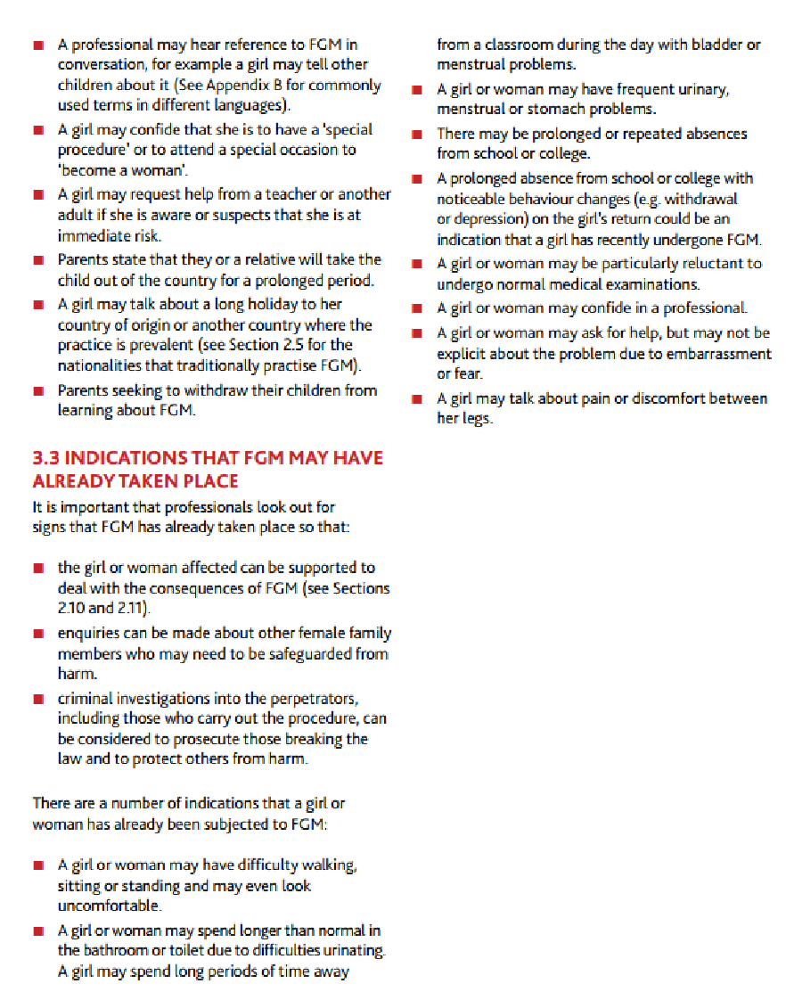 ■ A professional may hear reference to FGM in
conversation, for example a girl may tell other
children about it (See Appendix B for commonly
used terms in different languages).
■ A girl may confide that she is to have a 'special
procedure' or to attend a special occasion to
'become a woman'.
■ A girl may request help from a teacher or another
adult if she is aware or suspects that she is at
immediate risk.
■ Parents state that they or a relative will take the
child out of the country for a prolonged period.
■ A girl may talk about a long holiday to her
country of origin or another country where the
practice is prevalent (see Section 2.5 for the
nationalities that traditionally practise FGM).
■ Parents seeking to withdraw their children from
learning about FGM.
3.3 INDICATIONS THAT FGM MAY HAVE
ALREADY TAKEN PLACE
It is important that professionals look out for
signs that FGM has already taken place so that:
■ the girl or woman affected can be supported to
deal with the consequences of FGM (see Sections
2.10 and 2.11).
■ enquiries can be made about other female family
members who may need to be safeguarded from
harm.
■ criminal investigations into the perpetrators,
including those who carry out the procedure, can
be considered to prosecute those breaking the
law and to protect others from harm.
There are a number of indications that a girl or
woman has already been subjected to FGM:
■ A girl or woman may have difficulty walking,
sitting or standing and may even look
uncomfortable.
■ A girl or woman may spend longer than normal in
the bathroom or toilet due to difficulties urinating.
A girl may spend long periods of time away
from a classroom during the day with bladder or
menstrual problems.
■ A girl or woman may have frequent urinary,
menstrual or stomach problems.
■ There may be prolonged or repeated absences
from school or college.
■ A prolonged absence from school or college with
noticeable behaviour changes (e.g. withdrawal
or depression) on the girl's return could be an
indication that a girl has recently undergone FGM.
■ A girl or woman may be particularly reluctant to
undergo normal medical examinations.
■ A girl or woman may confide in a professional.
■ A girl or woman may ask for help, but may not be
explicit about the problem due to embarrassment
or fear.
■ A girl may talk about pain or discomfort between
her legs.